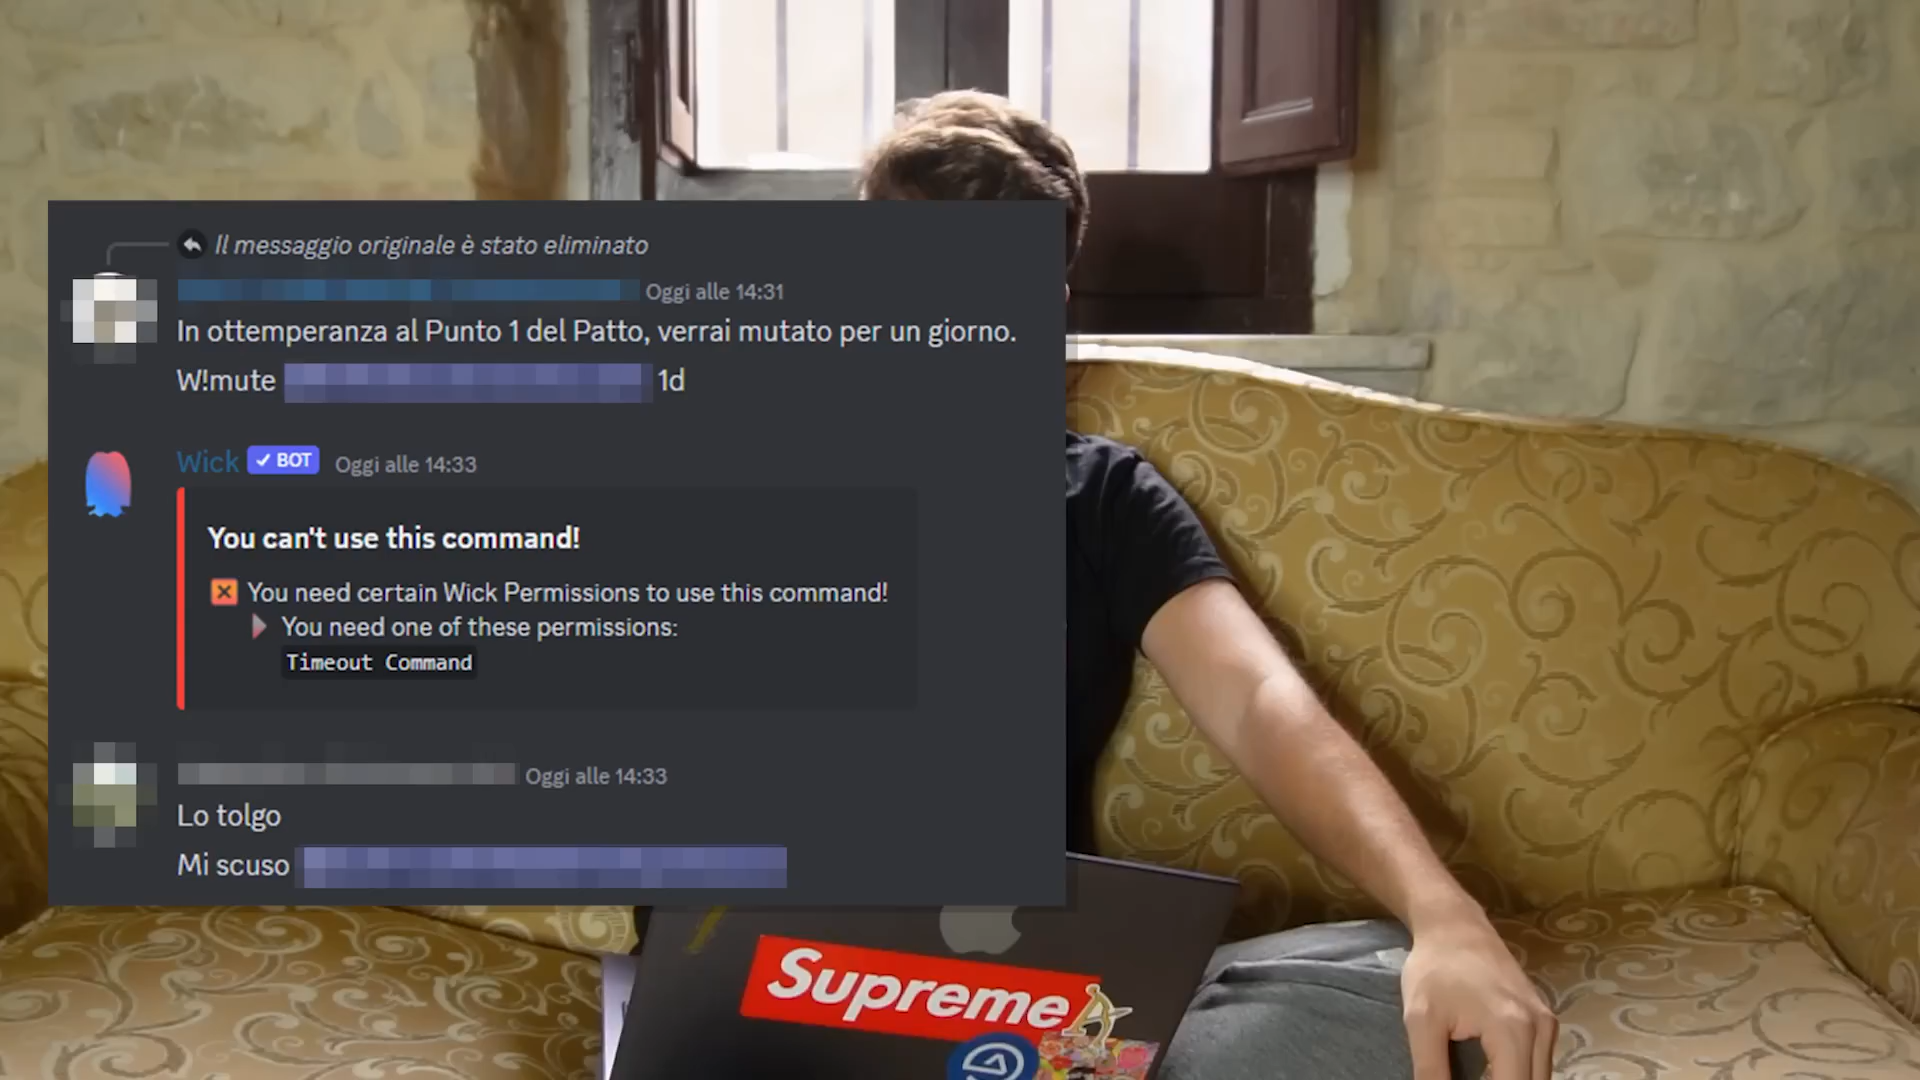 Il messaggio originale è stato eliminato
Oggi alle 14:31
In ottemperanza al Punto 1 del Patto, verrai mutato per un giorno.
W!mute 1d
Wick ✓ BOT Oggi alle 14:33
You can't use this command!
You need certain Wick Permissions to use this command!
You need one of these permissions:
Timeout Command
Oggi alle 14:33
Lo tolgo
Mi scuso
Supreme